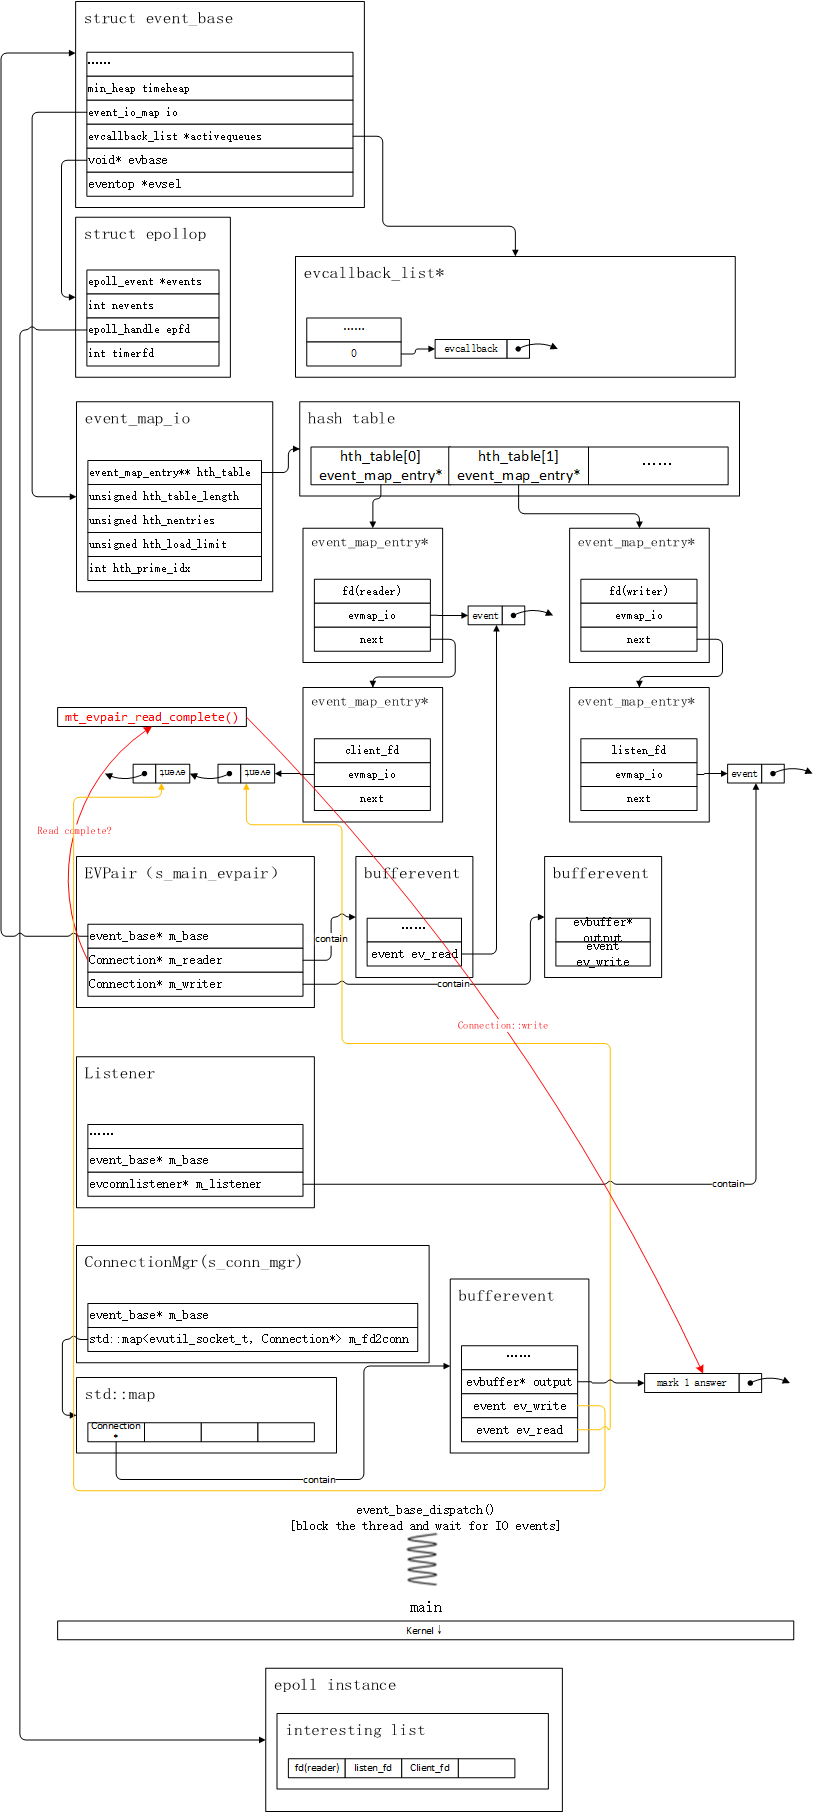 struct event_base
······
min_heap timeheap
event_io_map io
evcallback_list *activequeues
void* evbase
eventop *evsel
struct epollop
epoll_event *events
int nevents
epoll_handle epfd
int timerfd
evcallback_list*
······
0
evcallback
event_map_io
event_map_entry** hth_table
unsigned hth_table_length
unsigned hth_nentries
unsigned hth_load_limit
int hth_prime_idx
hash table
hth_table[0]
event_map_entry*
hth_table[1]
event_map_entry*
······
event_map_entry*
fd(reader)
evmap_io
next
event
event_map_entry*
fd(writer)
evmap_io
next
event_map_entry*
client_fd
evmap_io
next
event_map_entry*
listen_fd
evmap_io
next
event
mt_evpair_read_complete()
event
event
Read complete?
EVPair (s_main_evpair)
event_base* m_base
Connection* m_reader
Connection* m_writer
contain
bufferevent
······
event ev_read
contain
bufferevent
evbuffer*
output
event
ev_write
Connection::write
Listener
······
event_base* m_base
evconnlistener* m_listener
contain
ConnectionMgr(s_conn_mgr)
event_base* m_base
std::map<evutil_socket_t, Connection*> m_fd2conn
std::map
Connection
*
contain
bufferevent
······
evbuffer* output
event ev_write
event ev_read
mark 1 answer
event_base_dispatch()
[block the thread and wait for IO events]
main
Kernel↓
epoll instance
interesting list
fd(reader)
listen_fd
Client_fd